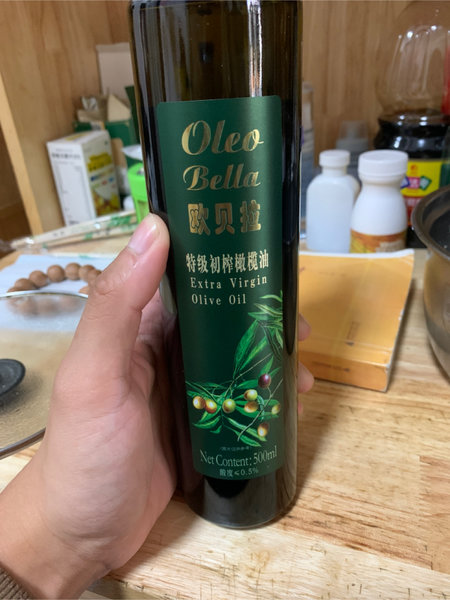 Oleo
Bella
欧贝拉
特级初榨橄榄油
Extra Virgin
Olive Oil
Net Content: 500ml
酸度≤0.5%